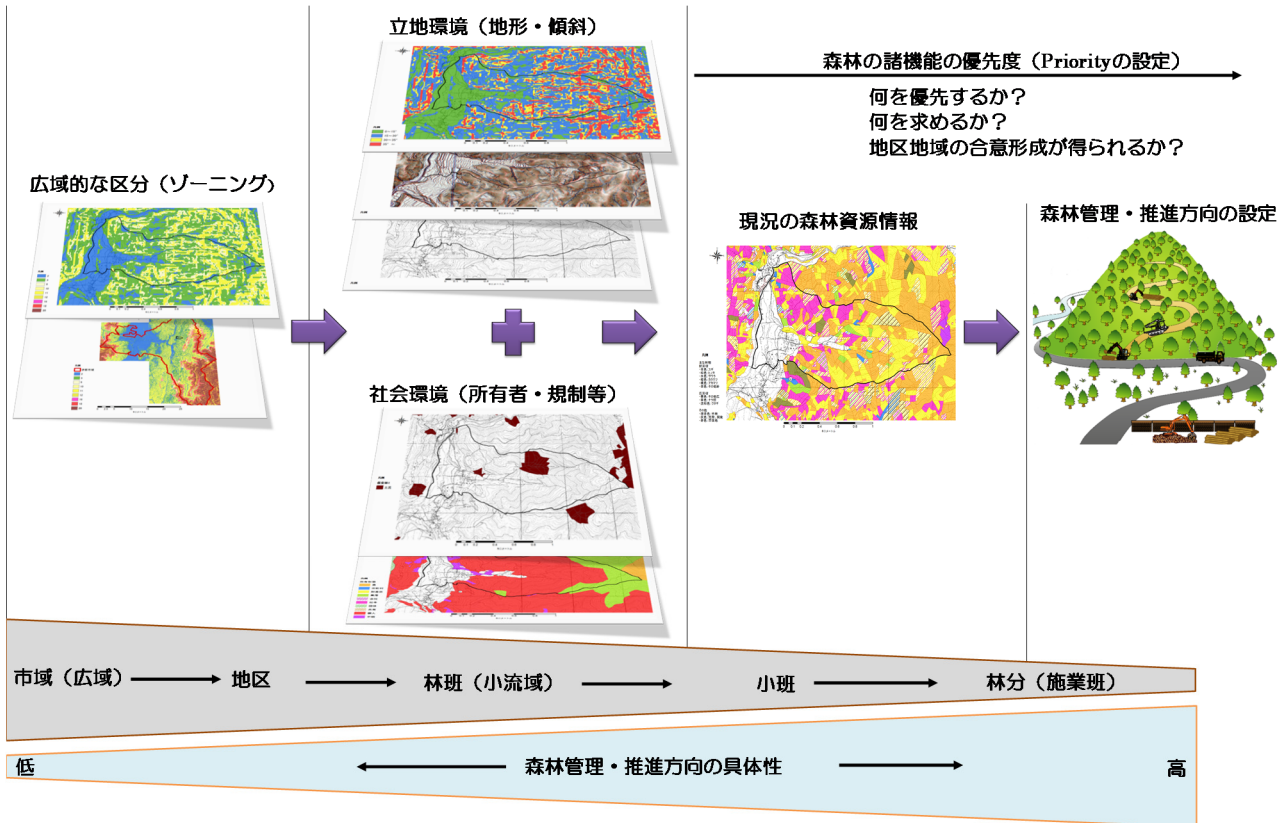 立地環境（地形・傾斜）
森林の諸機能の優先度（Priorityの設定）
何を優先するか？
何を求めるか？
地区地域の合意形成が得られるか？
広域的な区分（ゾーニング）
現況の森林資源情報
森林管理・推進方向の設定
社会環境（所有者・規制等）
市域（広域）
地区
林班（小流域）
小班
林分（施業班）
低
森林管理・推進方向の具体性
高